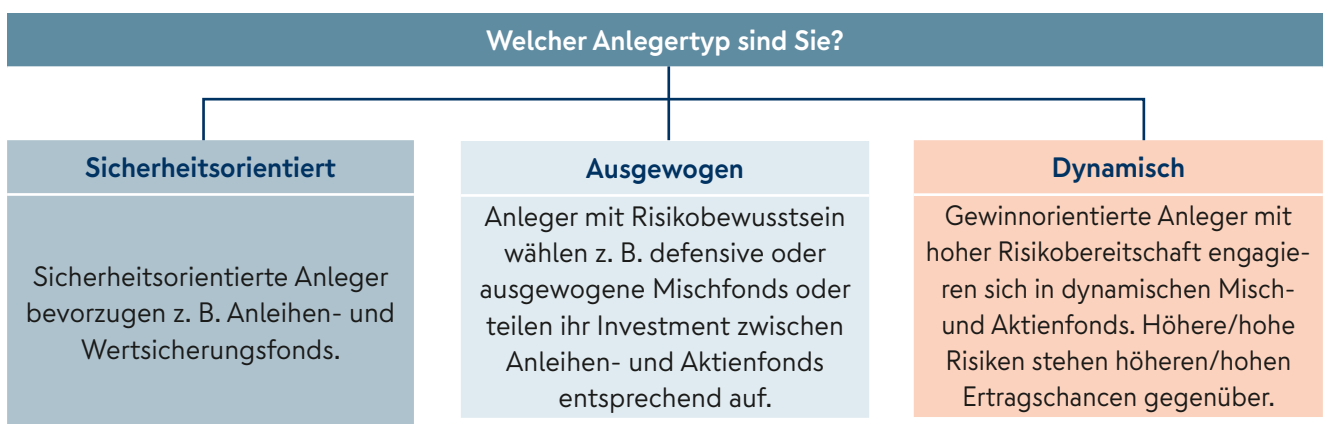 Welcher Anlegertyp sind Sie?
Sicherheitsorientiert
Sicherheitsorientierte Anleger
bevorzugen z. B. Anleihen- und
Wertsicherungsfonds.
Ausgewogen
Anleger mit Risikobewusstsein
wählen z. B. defensive oder
ausgewogene Mischfonds oder
teilen ihr Investment zwischen
Anleihen- und Aktienfonds
entsprechend auf.
Dynamisch
Gewinnorientierte Anleger mit
hoher Risikobereitschaft engagie-
ren sich in dynamischen Misch-
und Aktienfonds. Höhere/hohe
Risiken stehen höheren/hohen
Ertragschancen gegenüber.